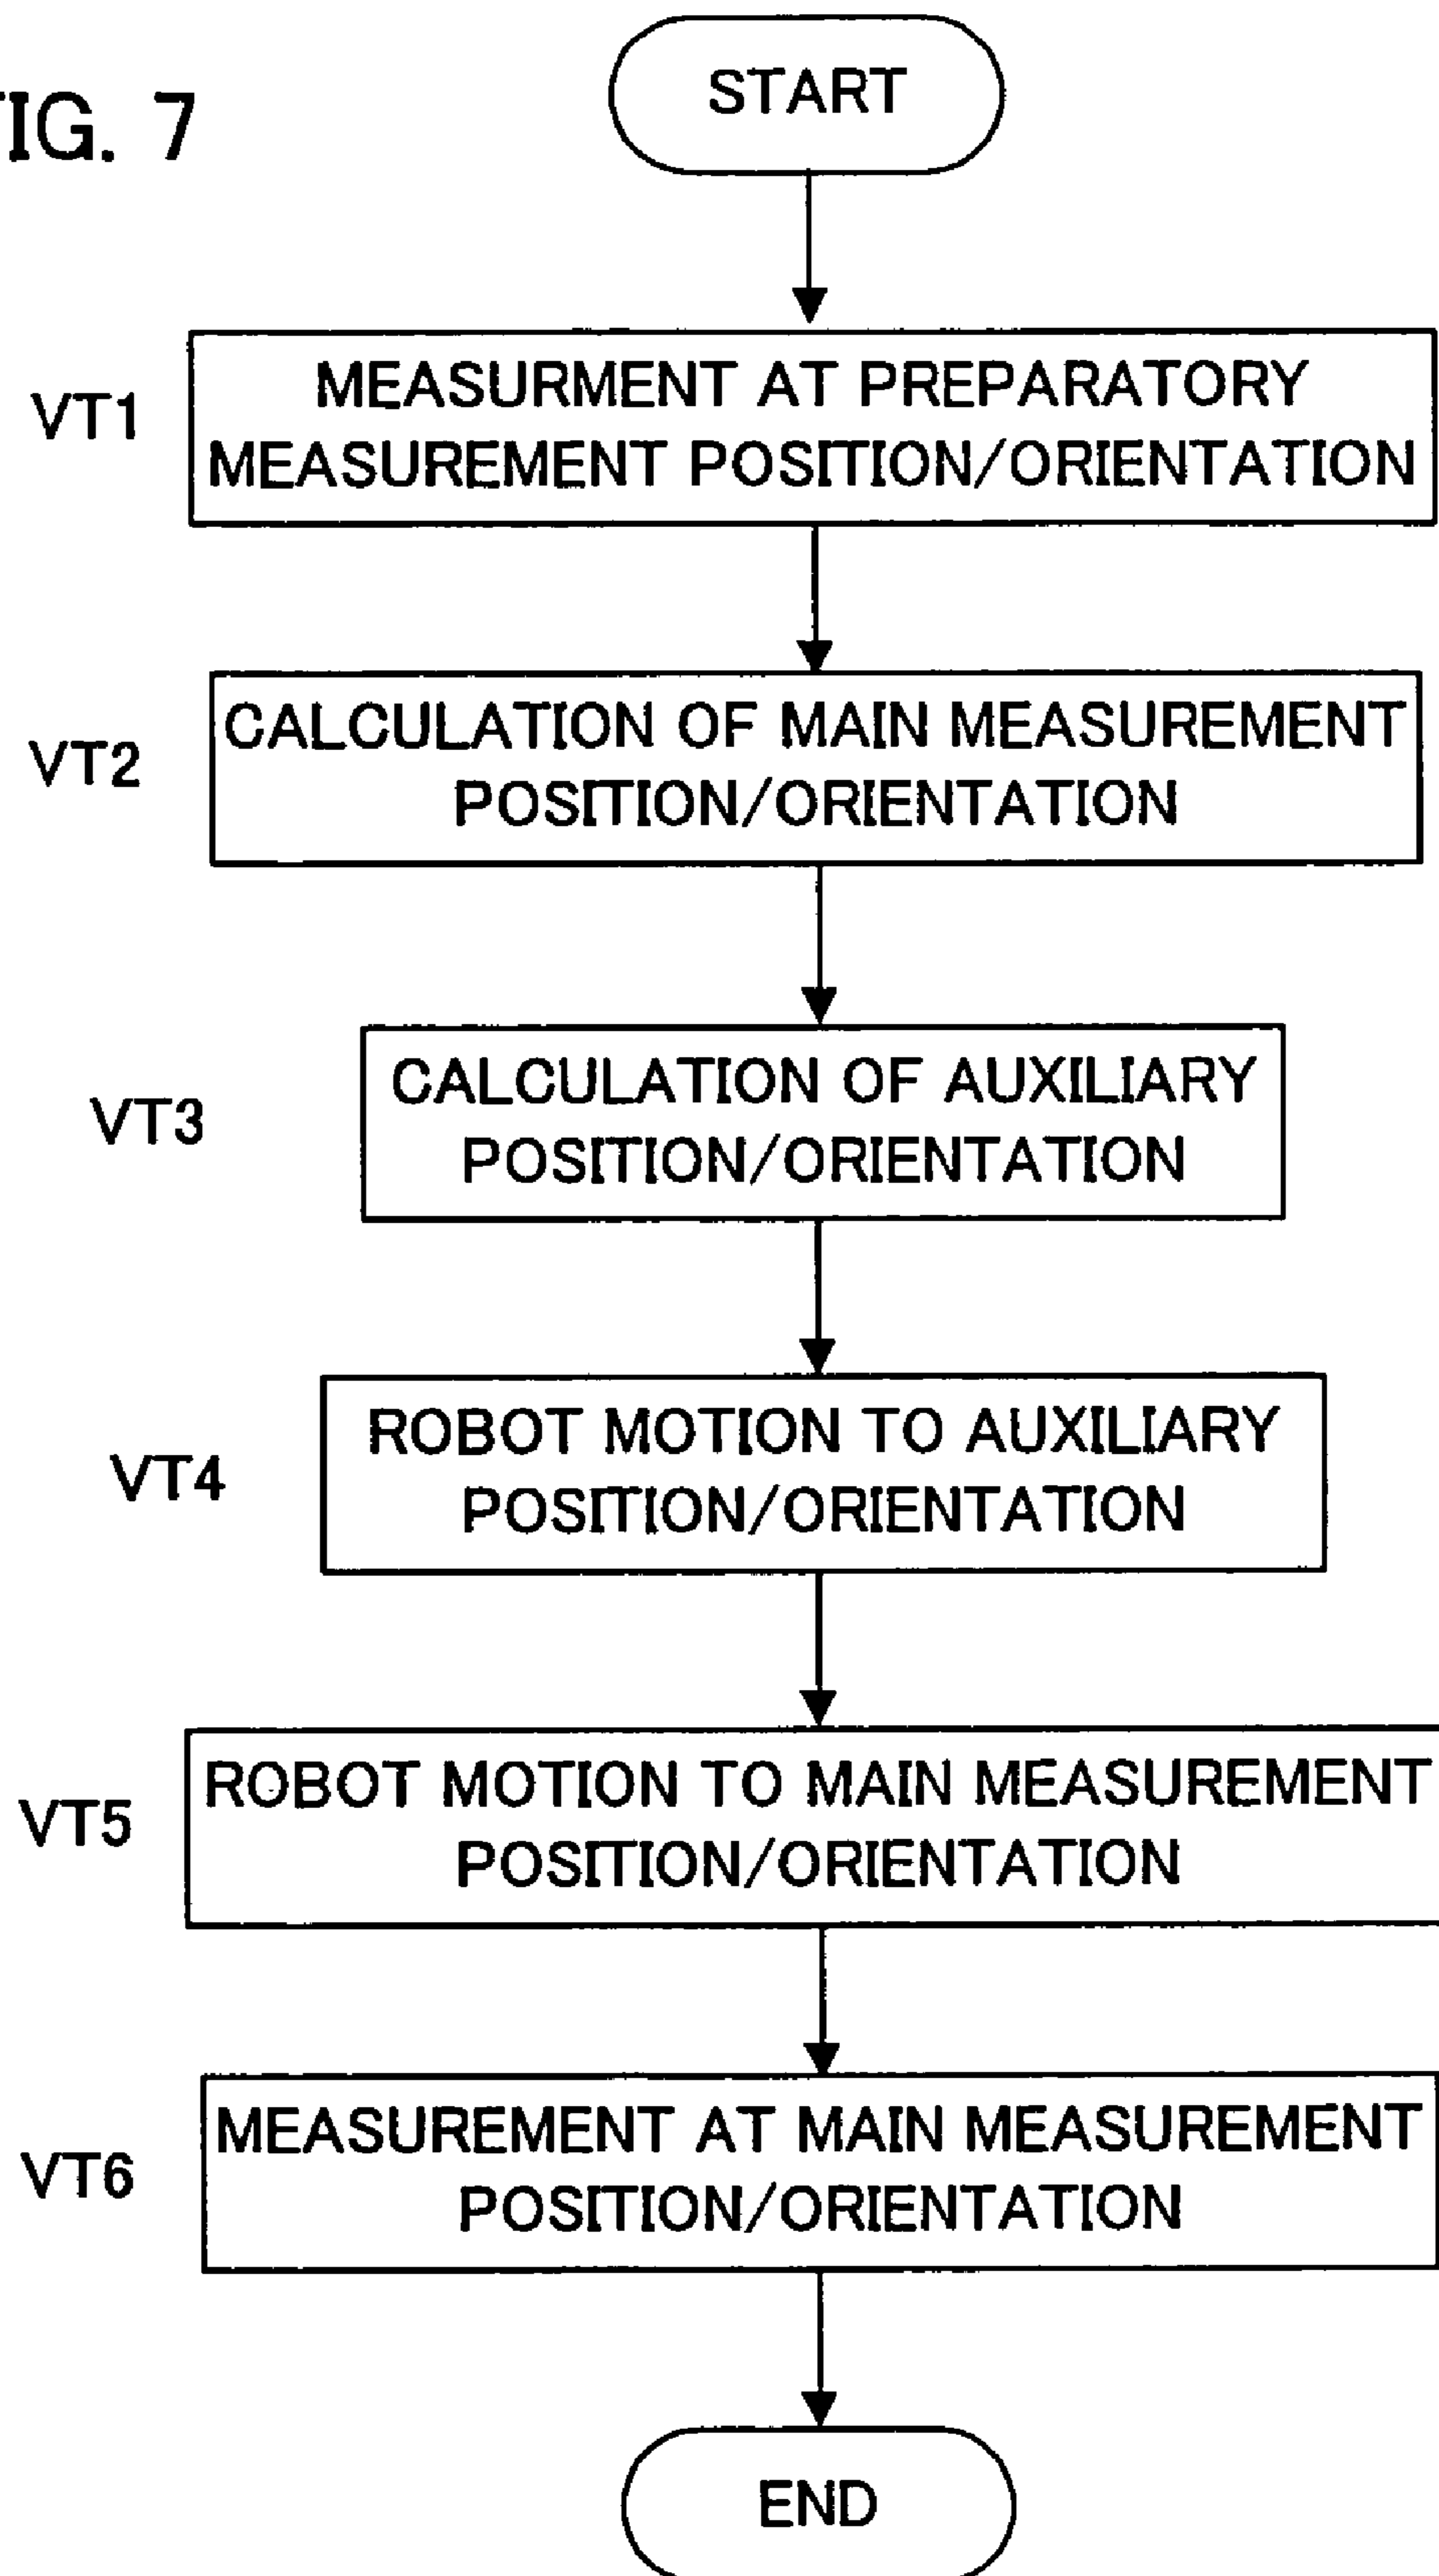 START
FIG. 7
VT1
MEASURMENT AT PREPARATORY
MEASUREMENT POSITION/ORIENTATION
VT2
CALCULATION OF MAIN MEASUREMENT
POSITION/ORIENTATION
VT3
CALCULATION OF AUXILIARY
POSITION/ORIENTATION
VT4
ROBOT MOTION TO AUXILIARY
POSITION/ORIENTATION
VT5
ROBOT MOTION TO MAIN MEASUREMENT
POSITION/ORIENTATION
VT6
MEASUREMENT AT MAIN MEASUREMENT
POSITION/ORIENTATION
END